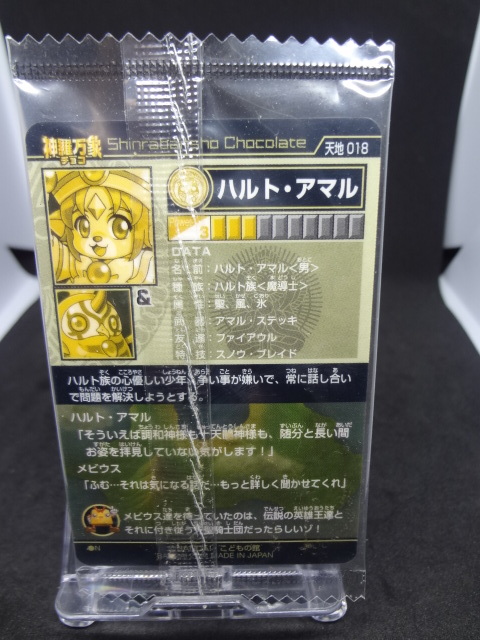 神羅万象
チョコ
Shinrabansho Chocolate
天地 018
ハルト・アマル
3
DATA
名 前：ハルト・アマル<男>
種 族：ハルト族<魔導士>
属 性：聖、風、氷
武 器：アマル・ステッキ
友 達：ファイアウル
特 技：スノウ・ブレイド
&
ハルト族の心優しい少年。争い事が嫌いで、常に話し合い
で問題を解決しようとする。
ハルト・アマル
「そういえば調和神様も十天闘神様も、随分と長い間
お姿を拝見していない気がします！」
メビウス
「ふむ…それは気になる話だ…もっと詳しく聞かせてくれ」
メビウス達を待っていたのは、伝説の英雄王達と
それに付き従う
騎士団だったらしいゾ！
こどもの館
MADE IN JAPAN